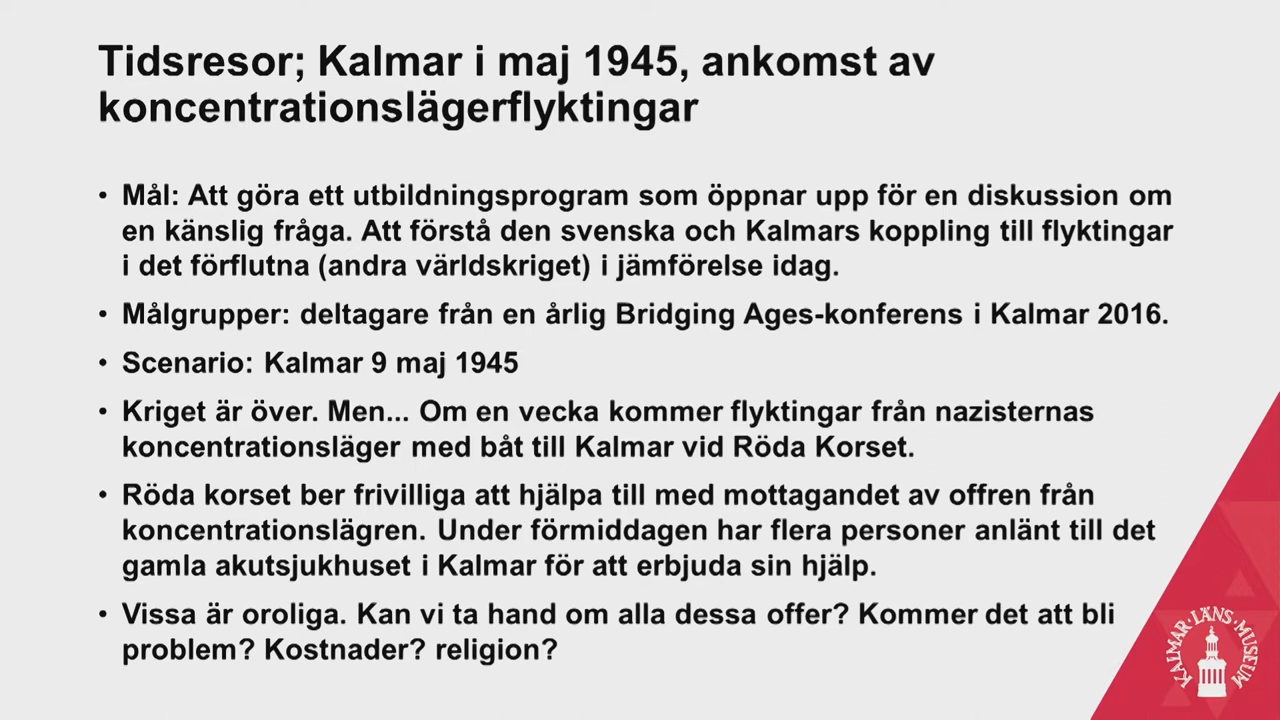 Tidsresor; Kalmar i maj 1945, ankomst av
koncentrationslägerflyktingar
• Mål: Att göra ett utbildningsprogram som öppnar upp för en diskussion om
en känslig fråga. Att förstå den svenska och Kalmars koppling till flyktingar
i det förflutna (andra världskriget) i jämförelse idag.
• Målgrupper: deltagare från en årlig Bridging Ages-konferens i Kalmar 2016.
• Scenario: Kalmar 9 maj 1945
• Kriget är över. Men... Om en vecka kommer flyktingar från nazisternas
koncentrationsläger med båt till Kalmar vid Röda Korset.
• Röda korset ber frivilliga att hjälpa till med mottagandet av offren från
koncentrationslägren. Under förmiddagen har flera personer anlänt till det
gamla akutsjukhuset i Kalmar för att erbjuda sin hjälp.
• Vissa är oroliga. Kan vi ta hand om alla dessa offer? Kommer det att bli
problem? Kostnader? religion?
KALMAR·LÄNS·MUSEUM